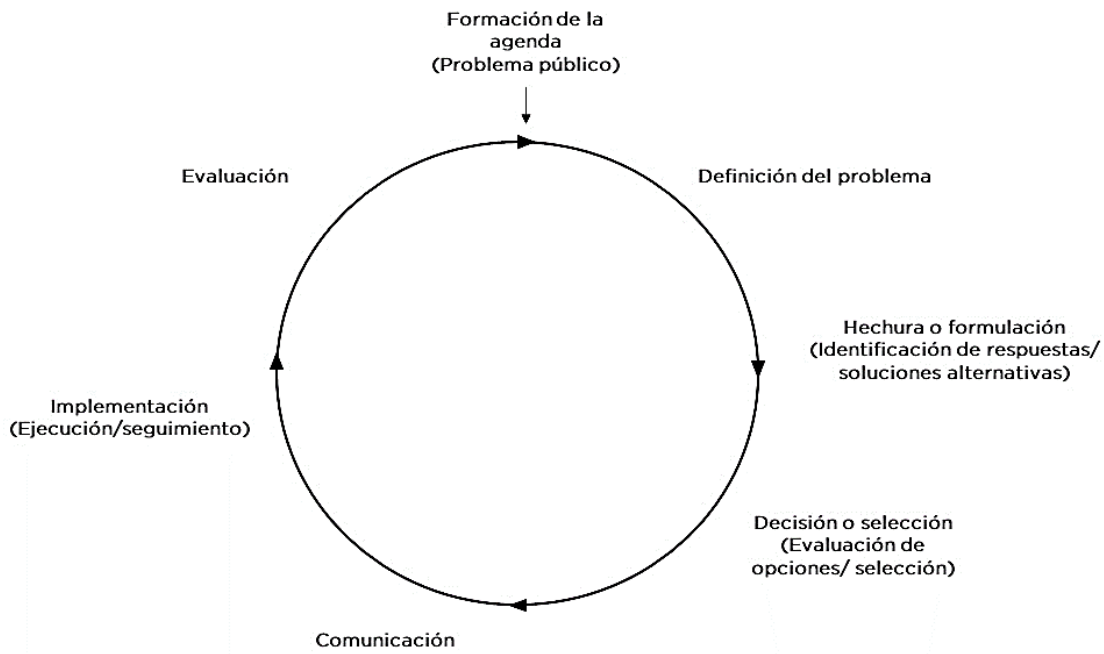 Formación de la
agenda
(Problema público)
Evaluación
Definición del problema
Hechura o formulación
(Identificación de respuestas/
soluciones alternativas)
Implementación
(Ejecución/seguimiento)
Decisión o selección
(Evaluación de
opciones/ selección)
Comunicación